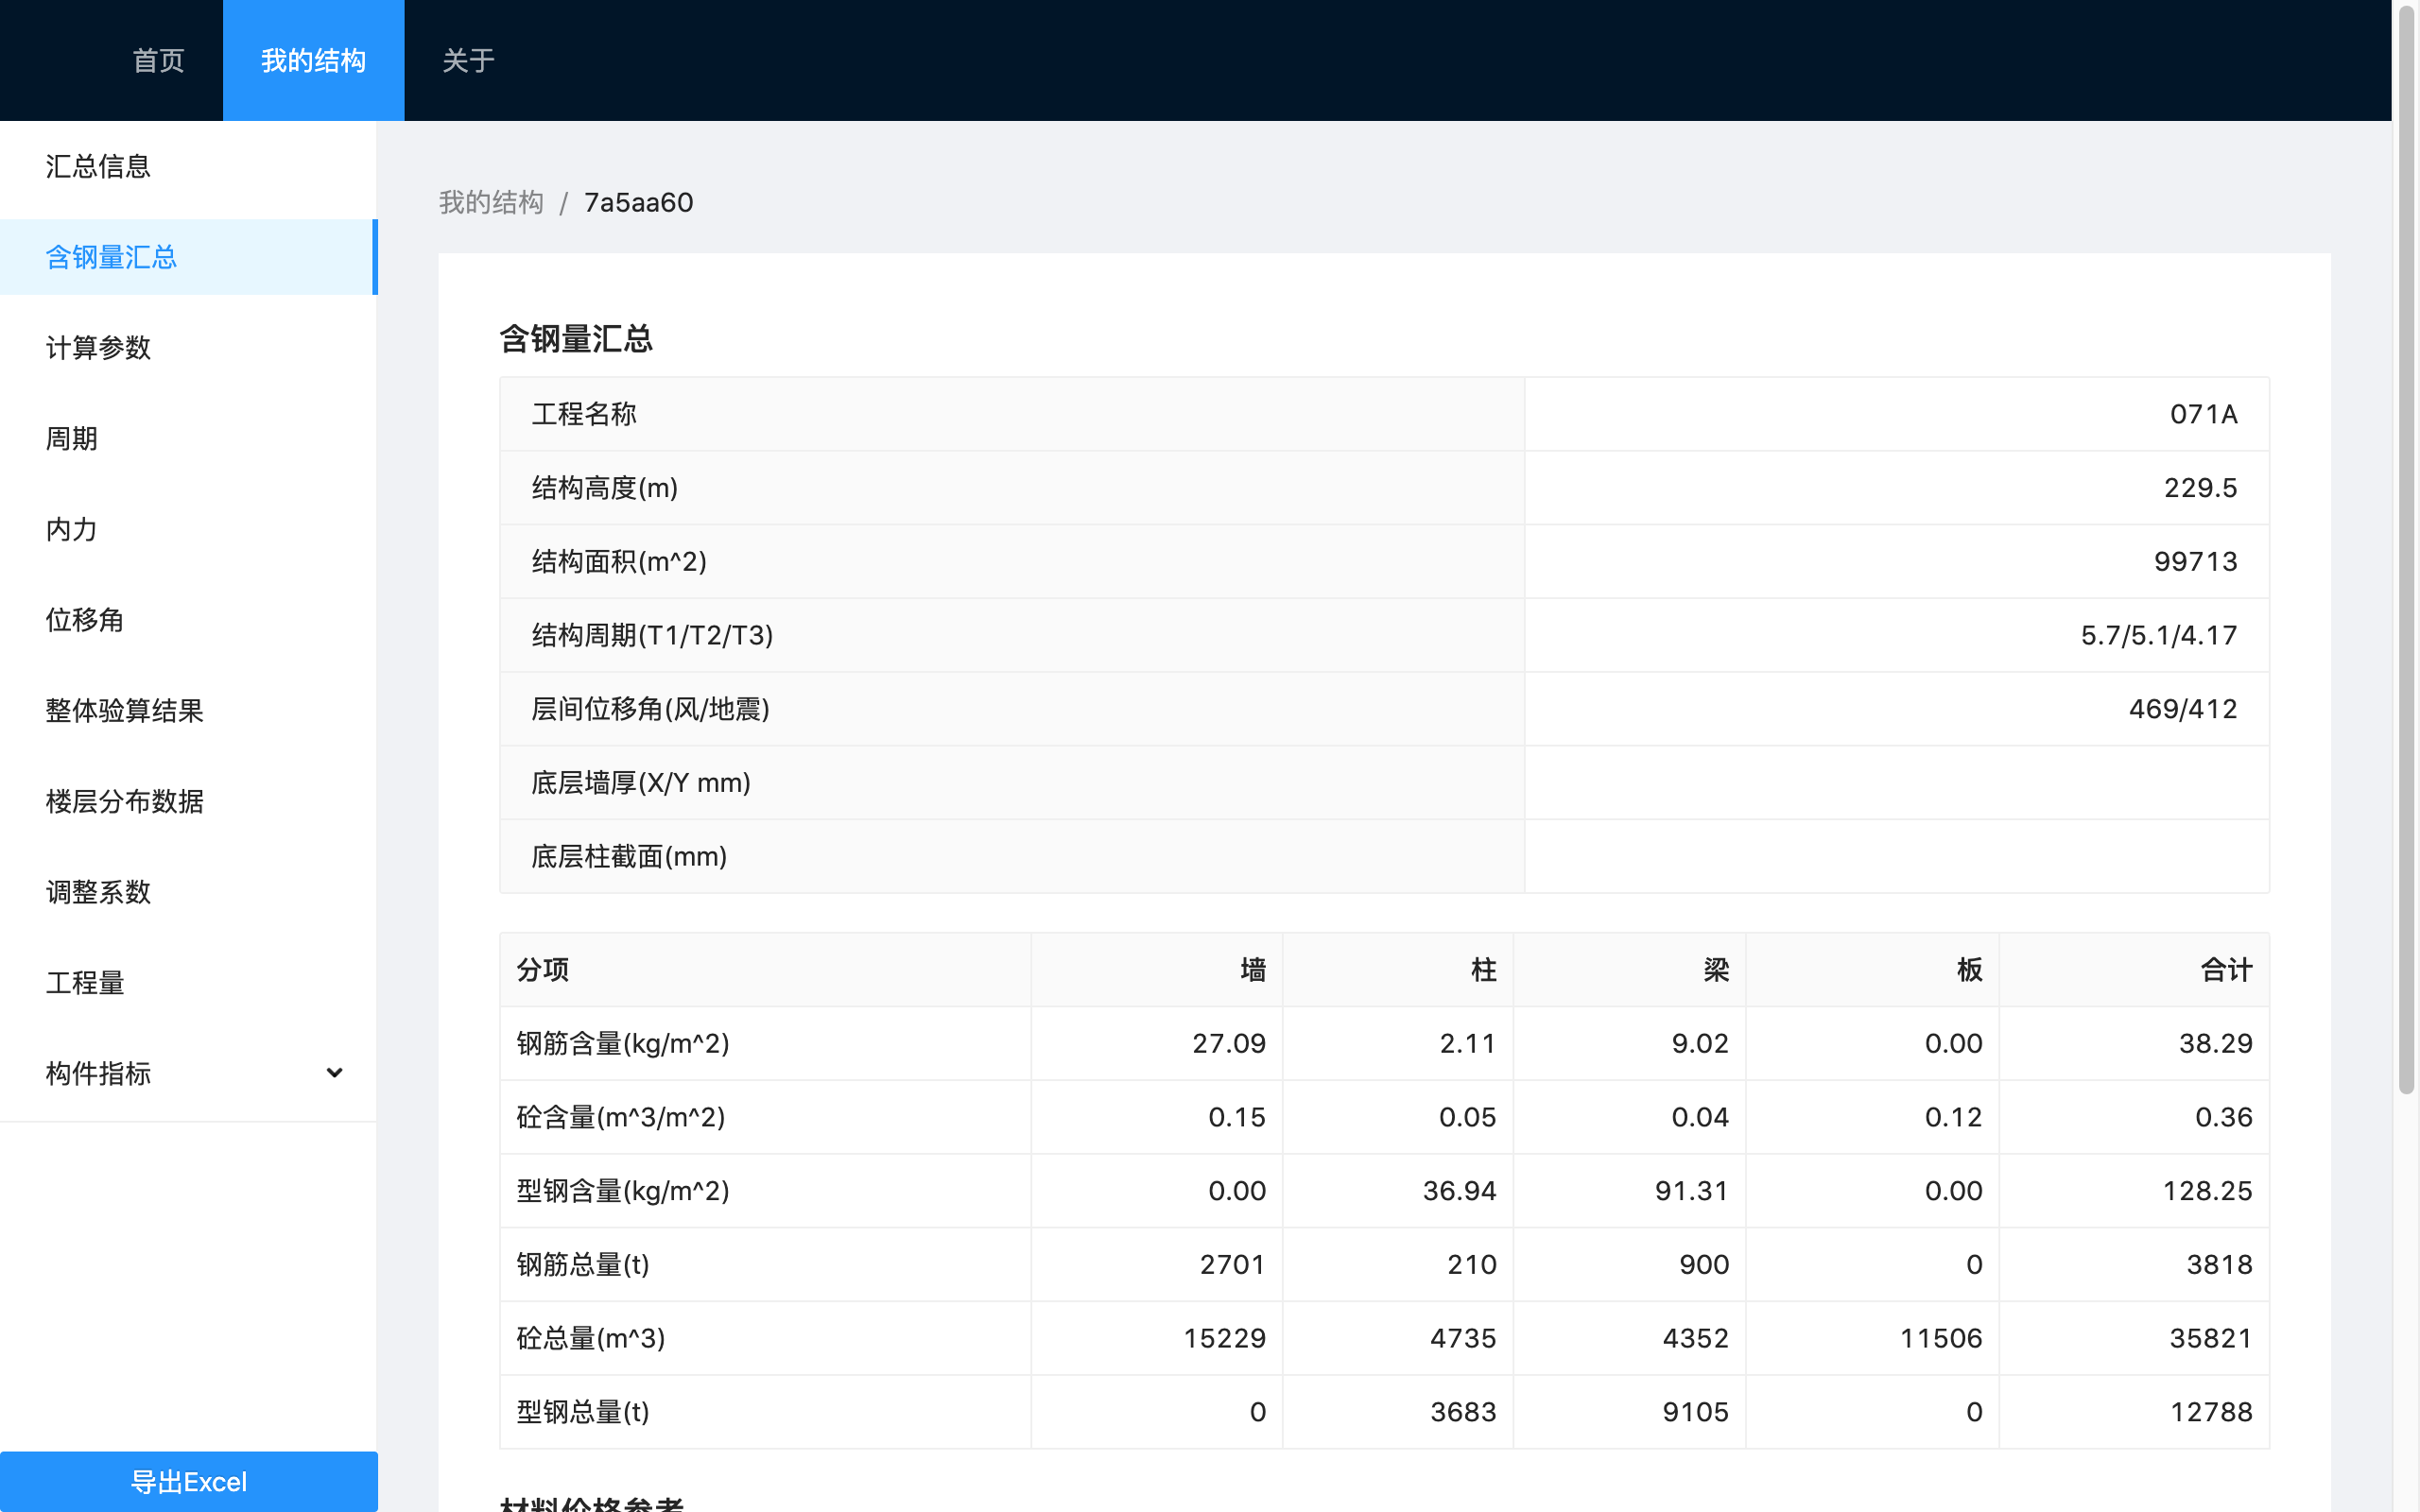 首页 我的结构 关于
汇总信息
含钢量汇总
计算参数
周期
内力
位移角
整体验算结果
楼层分布数据
调整系数
工程量
构件指标
导出Excel
我的结构 / 7a5aa60
含钢量汇总
工程名称 071A
结构高度(m) 229.5
结构面积(m^2) 99713
结构周期(T1/T2/T3) 5.7/5.1/4.17
层间位移角(风/地震) 469/412
底层墙厚(X/Y mm)
底层柱截面(mm)
分项 墙 柱 梁 板 合计
钢筋含量(kg/m^2) 27.09 2.11 9.02 0.00 38.29
砼含量(m^3/m^2) 0.15 0.05 0.04 0.12 0.36
型钢含量(kg/m^2) 0.00 36.94 91.31 0.00 128.25
钢筋总量(t) 2701 210 900 0 3818
砼总量(m^3) 15229 4735 4352 11506 35821
型钢总量(t) 0 3683 9105 0 12788
材料价格参考